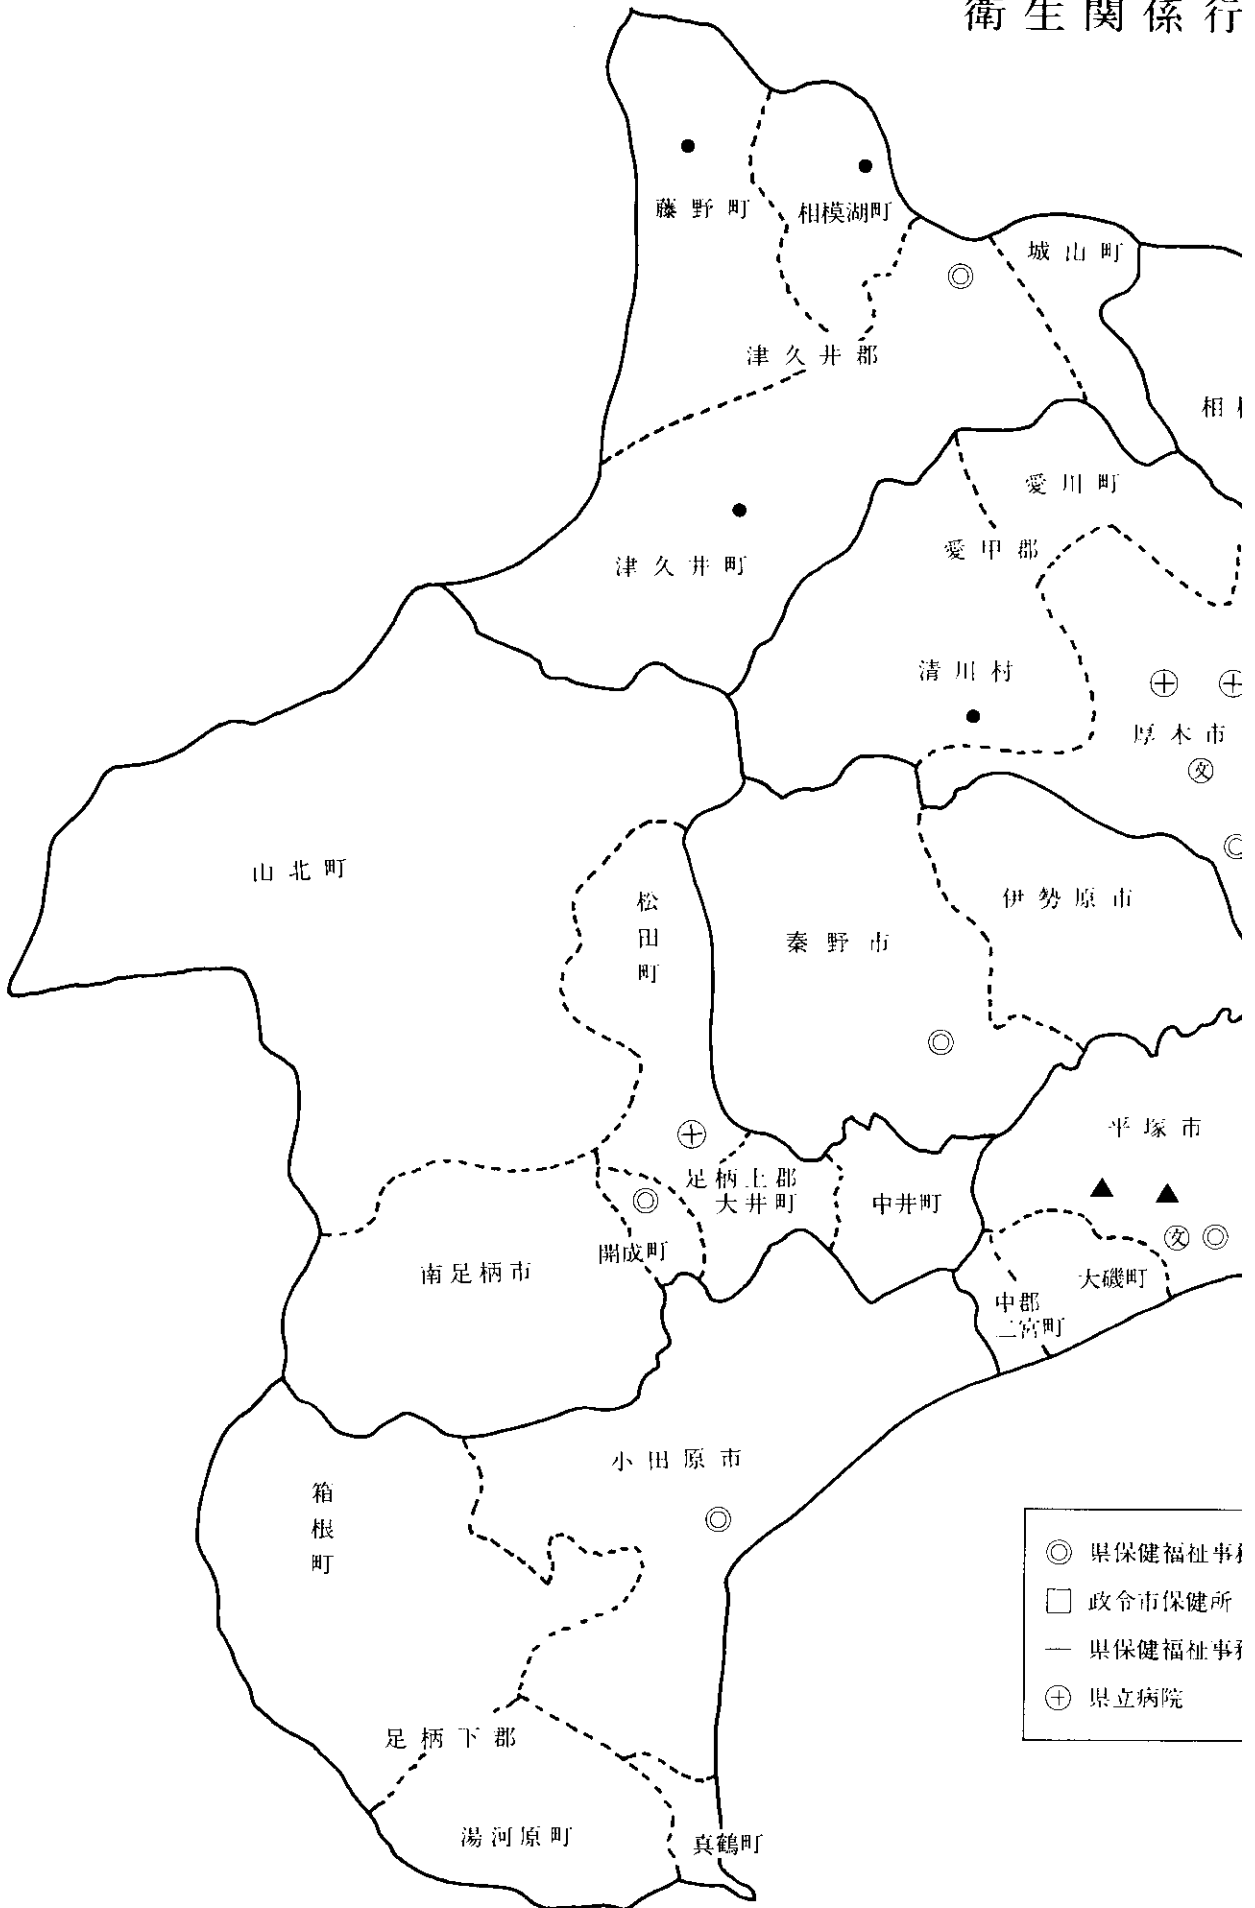 衛生関係行
藤野町
相模湖町
城山町
津久井郡
相
愛川町
愛甲郡
津久井町
清川村
厚木市
文
山北町
松田町
伊勢原市
秦野市
平塚市
足柄上郡
大井町
中井町
文
開成町
南足柄市
大磯町
中郡
二宮町
小田原市
箱根町
足柄下郡
湯河原町
真鶴町
県保健福祉事務
政令市保健所
県保健福祉事務
県立病院